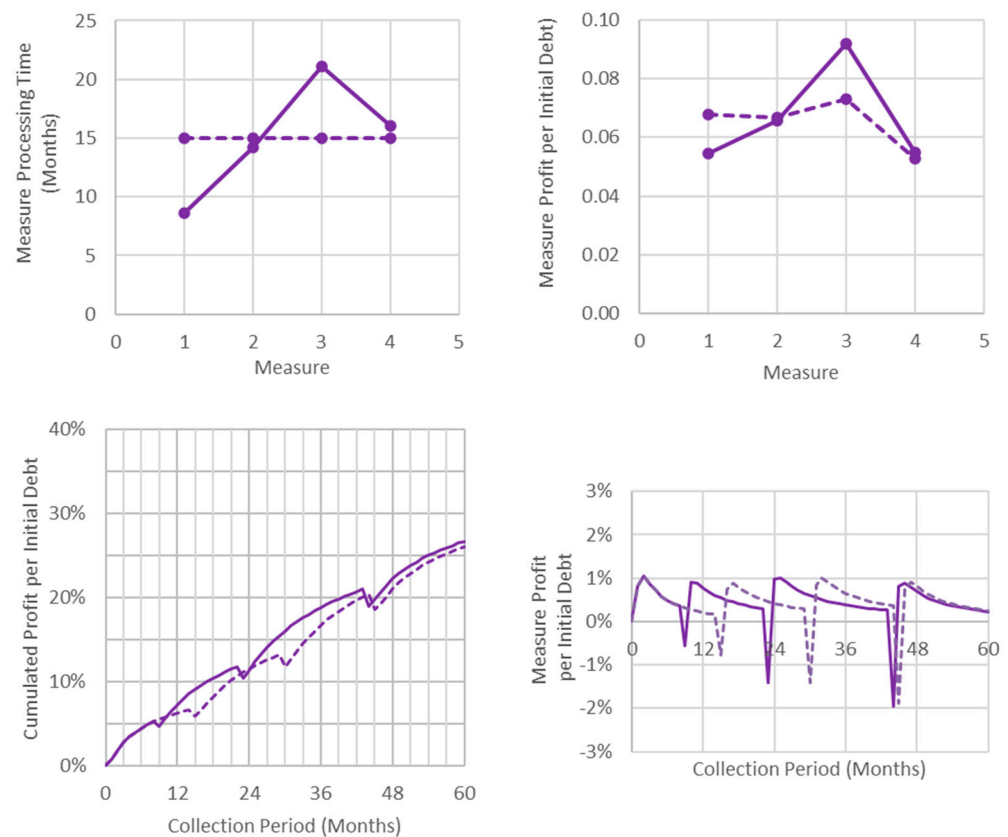 Measure Processing Time
(Months)
25
20
15
10
5
0
0 1 2 3 4 5
Measure
Measure Profit per Initial Debt)
0.10
0.08
0.06
0.04
0.02
0.00
0 1 2 3 4 5
Measure
Cumulated Profit per Initial Debt
40%
30%
20%
10%
0%
0 12 24 36 48 60
Collection Period (Months)
Measure Profit
per Initial Debt
3%
2%
1%
0%
-1%
-2%
-3%
0 12 24 36 48 60
Collection Period (Months)